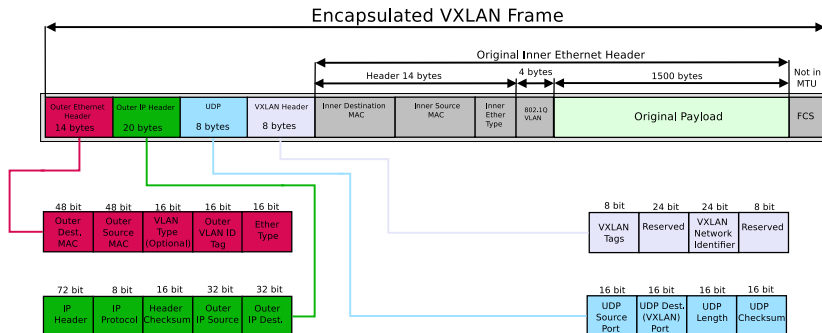 Encapsulated VXLAN Frame
Original Inner Ethernet Header
Header 14 bytes
4 bytes
1500 bytes
Not in
MTU
Outer Ethernet
Header
14 bytes
Outer IP Header
20 bytes
UDP
8 bytes
VXLAN Header
8 bytes
Inner Destination
MAC
Inner Source
MAC
Inner
Ether
Type
802.1Q
VLAN
Original Payload
FCS
48 bit
48 bit
16 bit
16 bit
16 bit
Outer
Dest.
MAC
Outer
Source
MAC
VLAN
Type
(Optional)
Outer
VLAN ID
Tag
Ether
Type
8 bit
24 bit
24 bit
8 bit
VXLAN
Tags
Reserved
VXLAN
Network
Identifier
Reserved
72 bit
8 bit
16 bit
32 bit
32 bit
IP
Header
IP
Protocol
Header
Checksum
Outer
IP Source
Outer
IP Dest.
16 bit
16 bit
16 bit
16 bit
UDP
Source
Port
UDP Dest.
(VXLAN)
Port
UDP
Length
UDP
Checksum